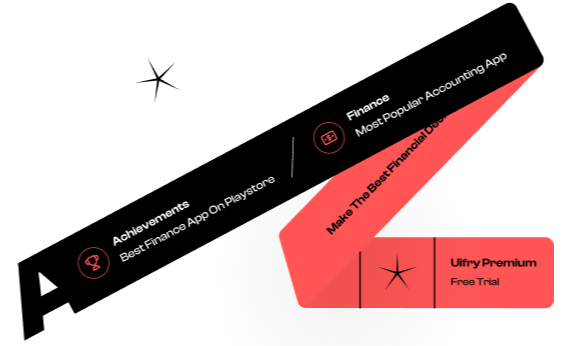 Achievements
Best Finance App On Playstore
Finance
Most Popular Accounting App
Make The Best Financial
Uifry Premium
Free Trial